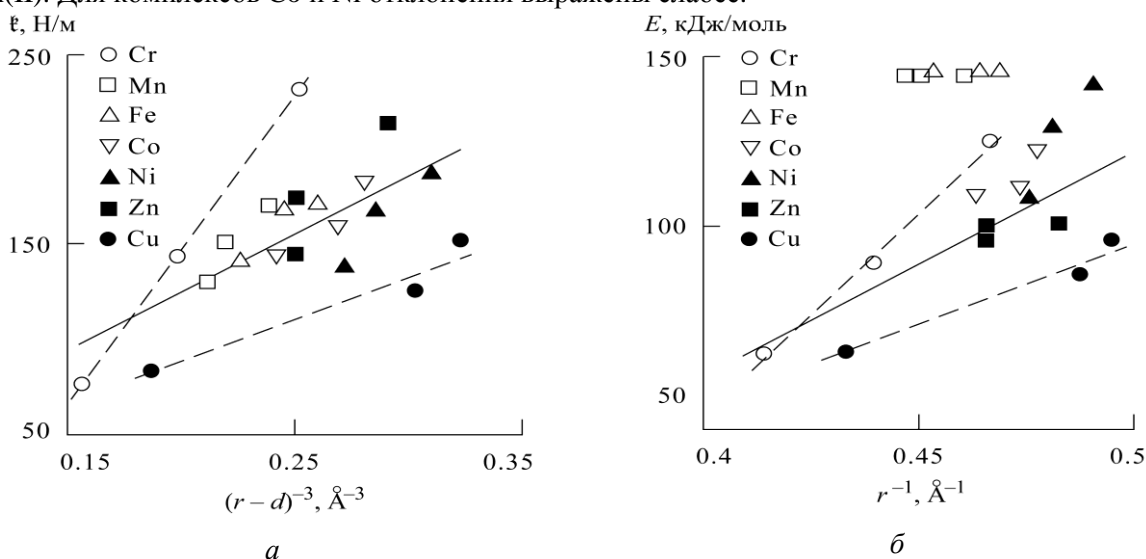 Для комплексов Co и Ni отклонения выражены слабее.
f, Н/м
250
Cr
Mn
Fe
Co
Ni
Zn
Cu
150
50
0.15
0.25
0.35
(r – d)⁻³, Å⁻³
а
E, кДж/моль
150
Cr
Mn
Fe
Co
Ni
Zn
Cu
100
50
0.4
0.45
0.5
r⁻¹, Å⁻¹
б